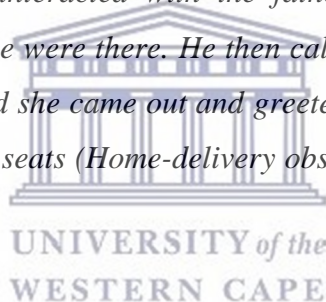 interacted with the
e were there. He then cal
d she came out and greete
seats (Home-delivery obs
UNIVERSITY of the
WESTERN CAPE